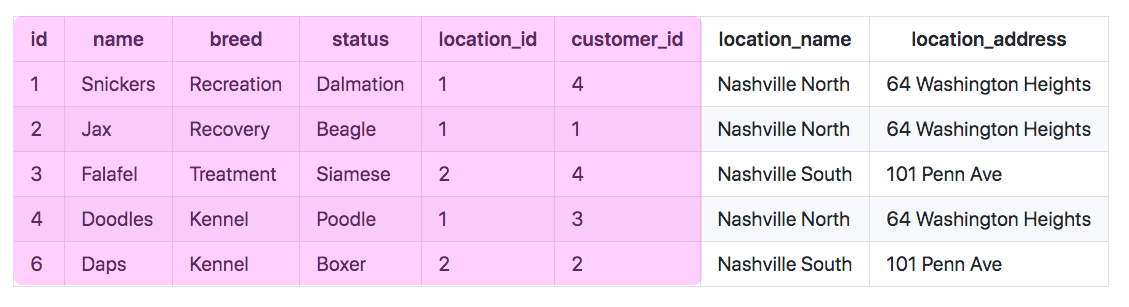 id name breed status location_id customer_id location_name location_address
1 Snickers Recreation Dalmation 1 4 Nashville North 64 Washington Heights
2 Jax Recovery Beagle 1 1 Nashville North 64 Washington Heights
3 Falafel Treatment Siamese 2 4 Nashville South 101 Penn Ave
4 Doodles Kennel Poodle 1 3 Nashville North 64 Washington Heights
6 Daps Kennel Boxer 2 2 Nashville South 101 Penn Ave